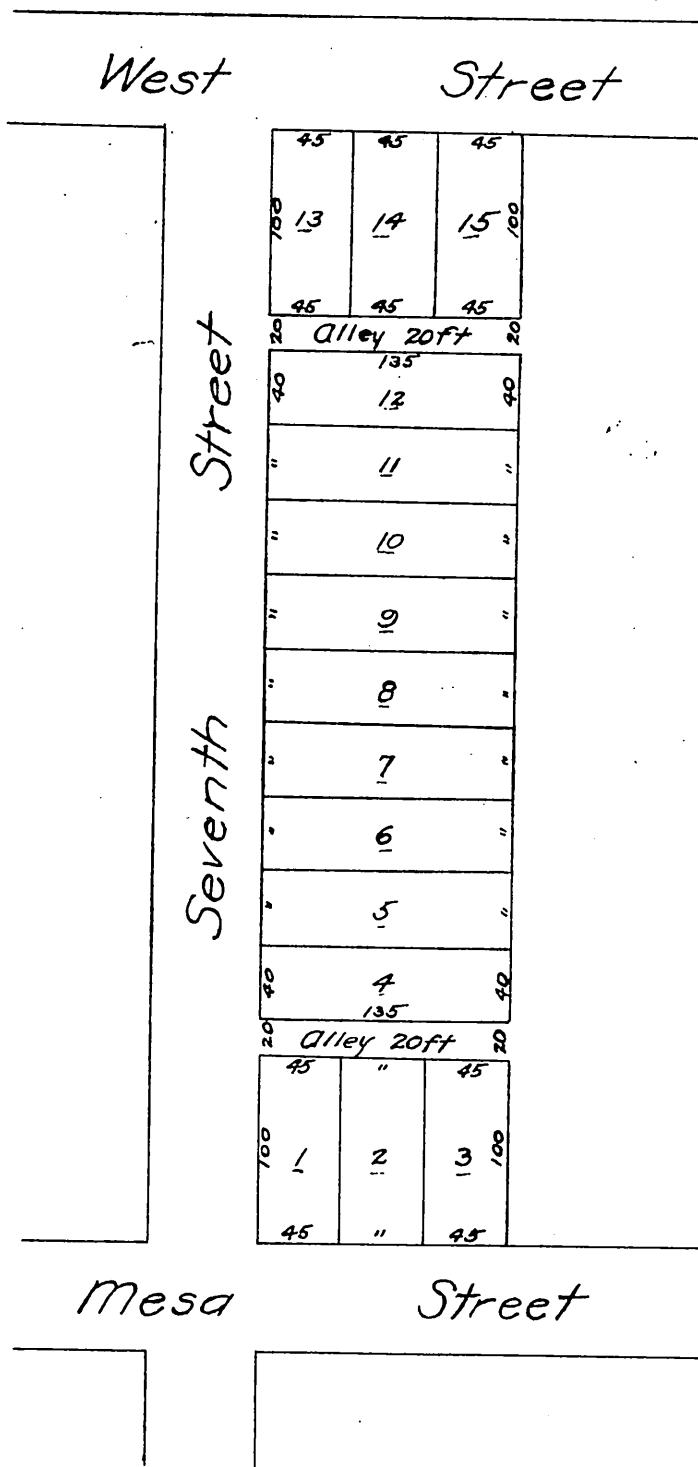 West Street
45 45 45
100 13 14 15 100
45 45 45
20 Alley 20ft 20
135
40 12 40
" 11 "
" 10 "
" 9 "
" 8 "
" 7 "
" 6 "
" 5 "
40 4 40
135
20 Alley 20ft 20
45 " 45
100 1 2 3 100
45 " 45
Seventh Street
Mesa Street